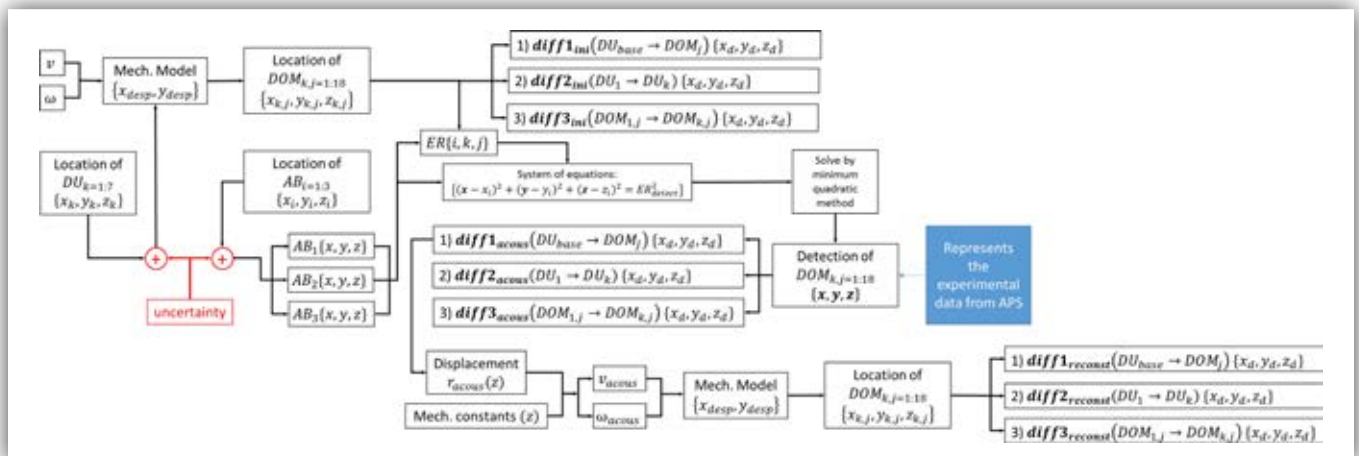 v
ω
Mech. Model
{x_desp, y_desp}
Location of
DOM_k,j=1:18
{x_k,j, y_k,j, z_k,j}
1) diff1_ini(DU_base → DOM_j) {x_d, y_d, z_d}
2) diff2_ini(DU_1 → DU_k) {x_d, y_d, z_d}
3) diff3_ini(DOM_1,j → DOM_k,j) {x_d, y_d, z_d}
ER{i, k, j}
Location of
DU_k=1:7
{x_k, y_k, z_k}
Location of
AB_i=1:3
{x_i, y_i, z_i}
System of equations:
[(x − x_i)² + (y − y_i)² + (z − z_i)² = ER²_detect]
Solve by
minimum
quadratic
method
uncertainty
AB_1{x, y, z}
AB_2{x, y, z}
AB_3{x, y, z}
1) diff1_acous(DU_base → DOM_j) {x_d, y_d, z_d}
2) diff2_acous(DU_1 → DU_k) {x_d, y_d, z_d}
3) diff3_acous(DOM_1,j → DOM_k,j) {x_d, y_d, z_d}
Detection of
DOM_k,j=1:18
{x, y, z}
Represents
the
experimental
data from APS
Displacement
r_acous(z)
Mech. constants (z)
v_acous
ω_acous
Mech. Model
{x_desp, y_desp}
Location of
DOM_k,j=1:18
{x_k,j, y_k,j, z_k,j}
1) diff1_reconst(DU_base → DOM_j) {x_d, y_d, z_d}
2) diff2_reconst(DU_1 → DU_k) {x_d, y_d, z_d}
3) diff3_reconst(DOM_1,j → DOM_k,j) {x_d, y_d, z_d}